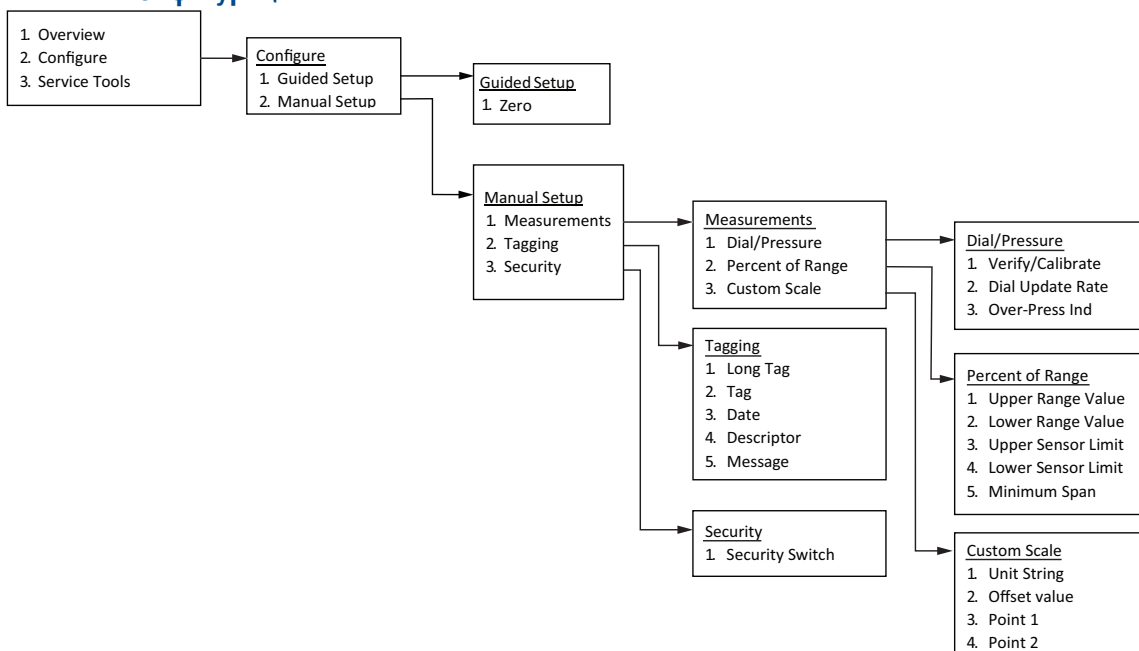 1. Overview
2. Configure
3. Service Tools
Configure
1. Guided Setup
2. Manual Setup
Guided Setup
1. Zero
Manual Setup
1. Measurements
2. Tagging
3. Security
Measurements
1. Dial/Pressure
2. Percent of Range
3. Custom Scale
Tagging
1. Long Tag
2. Tag
3. Date
4. Descriptor
5. Message
Security
1. Security Switch
Dial/Pressure
1. Verify/Calibrate
2. Dial Update Rate
3. Over-Press Ind
Percent of Range
1. Upper Range Value
2. Lower Range Value
3. Upper Sensor Limit
4. Lower Sensor Limit
5. Minimum Span
Custom Scale
1. Unit String
2. Offset value
3. Point 1
4. Point 2